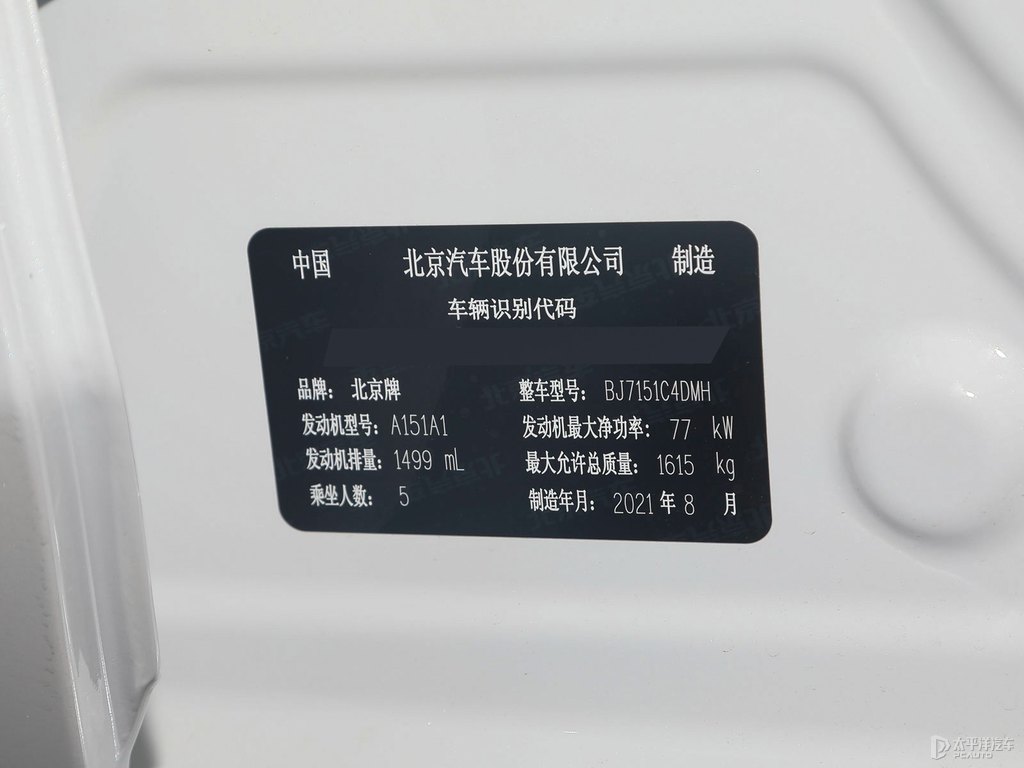 中国 北京汽车股份有限公司 制造
车辆识别代码
品牌: 北京牌 整车型号: BJ7151C4DMH
发动机型号: A151A1 发动机最大净功率: 77 kW
发动机排量: 1499 mL 最大允许总质量: 1615 kg
乘坐人数: 5 制造年月: 2021年8 月
太平洋汽车
PCAUTO